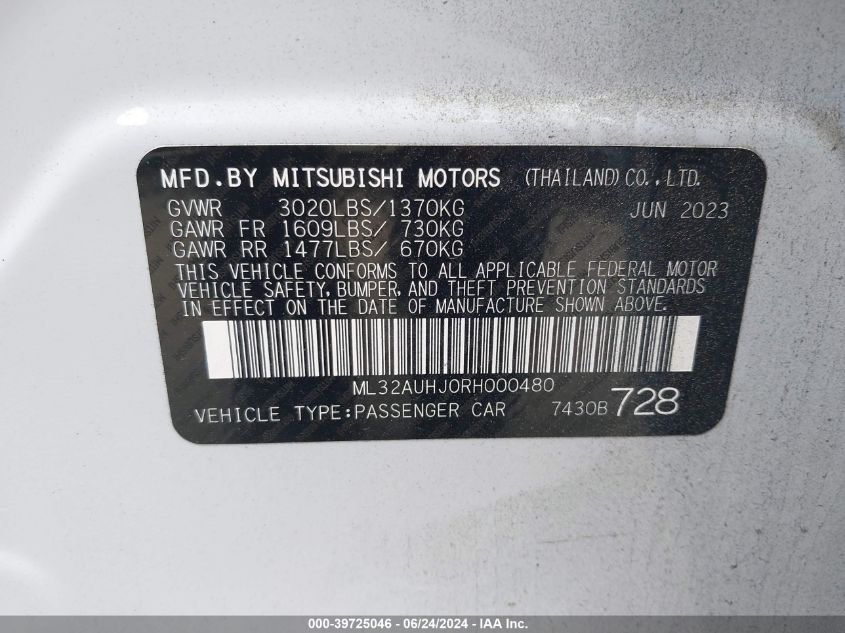 MFD.BY MITSUBISHI MOTORS (THAILAND) CO.,LTD.
GVWR 3020LBS/1370KG JUN 2023
GAWR FR 1609LBS/ 730KG
GAWR RR 1477LBS/ 670KG
THIS VEHICLE CONFORMS TO ALL APPLICABLE FEDERAL MOTOR
VEHICLE SAFETY, BUMPER, AND THEFT PREVENTION STANDARDS
IN EFFECT ON THE DATE OF MANUFACTURE SHOWN ABOVE.
ML32AUHJ0RH000480
VEHICLE TYPE:PASSENGER CAR 7430B 728
000-39725046 - 06/24/2024 - IAA Inc.